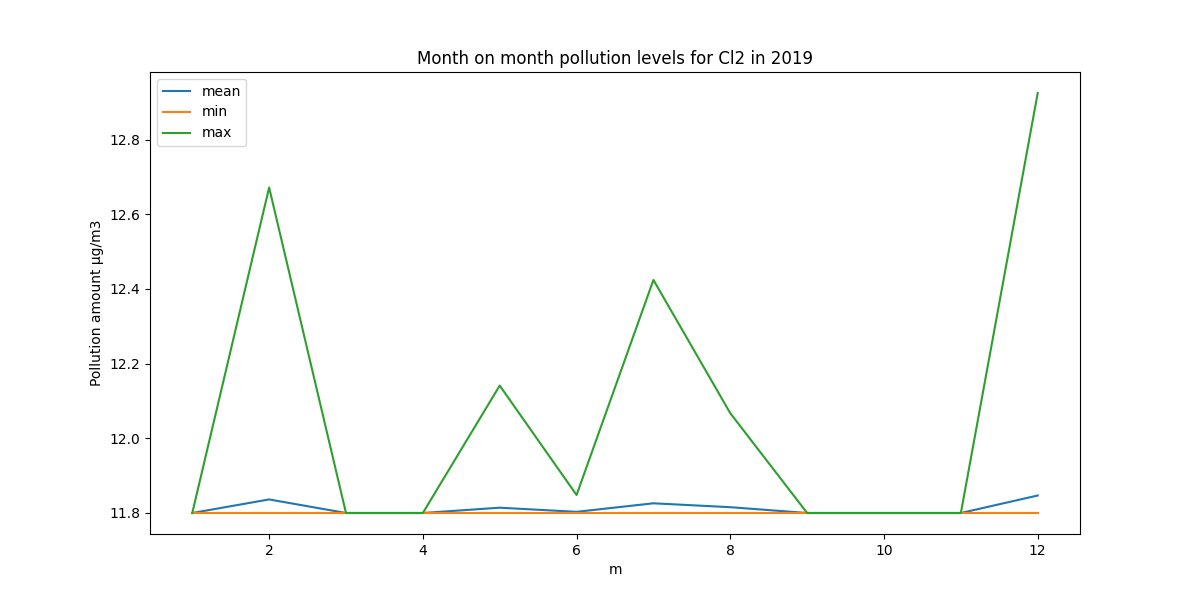 Month on month pollution levels for Cl2 in 2019
mean
min
max
12.8
12.6
12.4
12.2
12.0
11.8
Pollution amount µg/m3
2 4 6 8 10 12
m